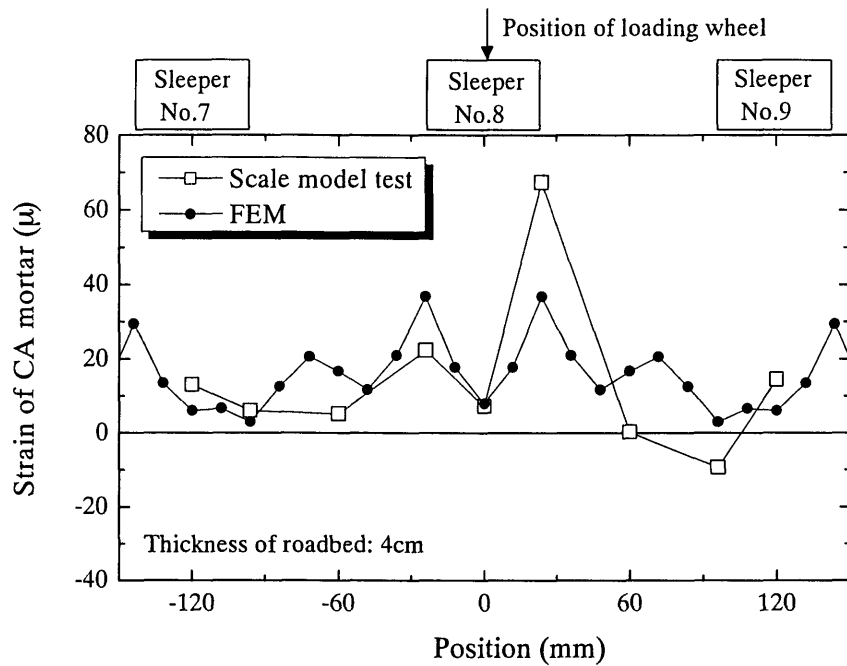 Position of loading wheel
Sleeper
No.7
Sleeper
No.8
Sleeper
No.9
80
60
40
20
0
-20
-40
Scale model test
FEM
Strain of CA mortar (μ)
Thickness of roadbed: 4cm
-120
-60
0
60
120
Position (mm)